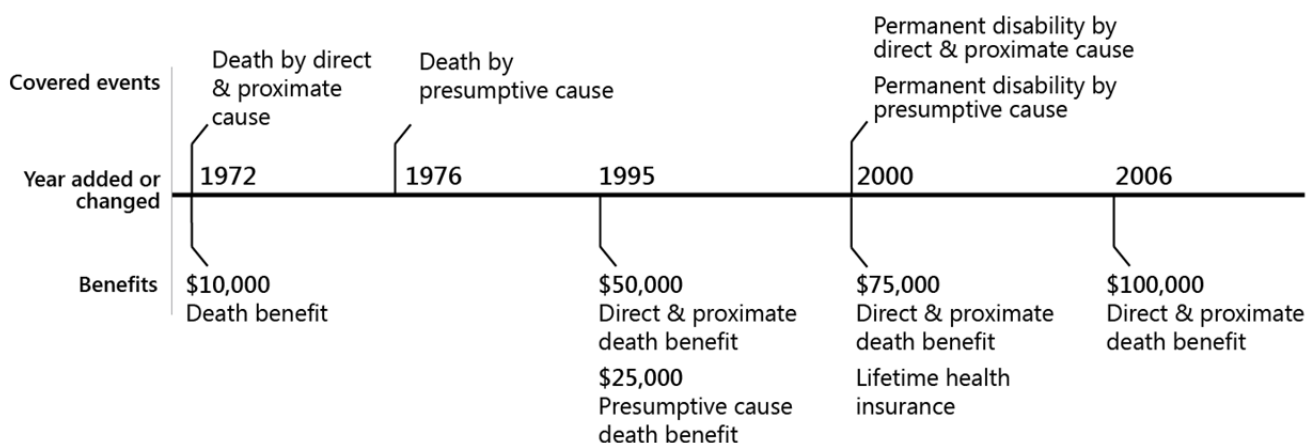 Covered events
Death by direct
& proximate
cause
Death by
presumptive cause
Permanent disability by
direct & proximate cause
Permanent disability by
presumptive cause
Year added or
changed
1972
1976
1995
2000
2006
Benefits
$10,000
Death benefit
$50,000
Direct & proximate
death benefit
$25,000
Presumptive cause
death benefit
$75,000
Direct & proximate
death benefit
Lifetime health
insurance
$100,000
Direct & proximate
death benefit